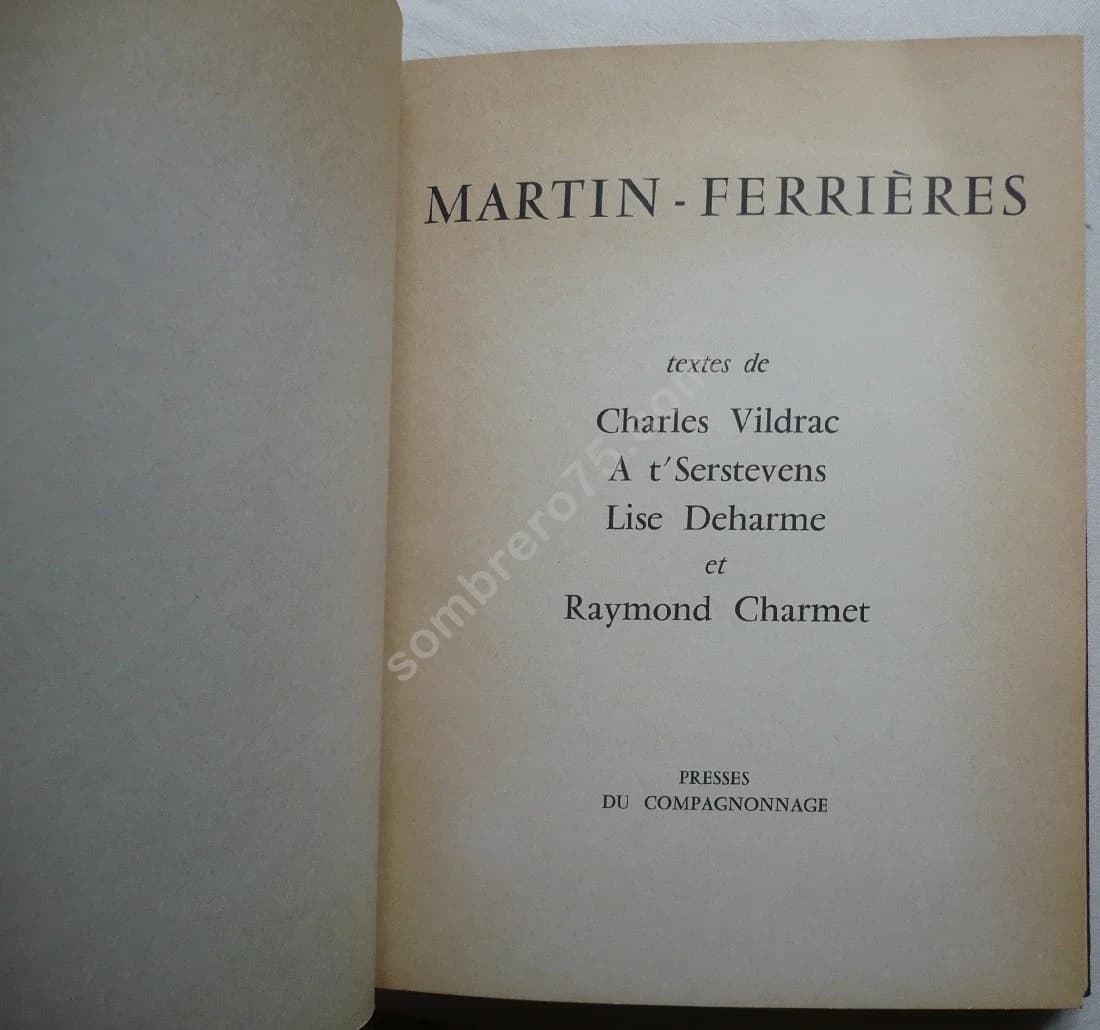 MARTIN - FERRIÈRES
textes de
Charles Vildrac
A t'Serstevens
Lise Deharme
et
Raymond Charmet
PRESSES
DU COMPAGNONNAGE
sombrero75.com